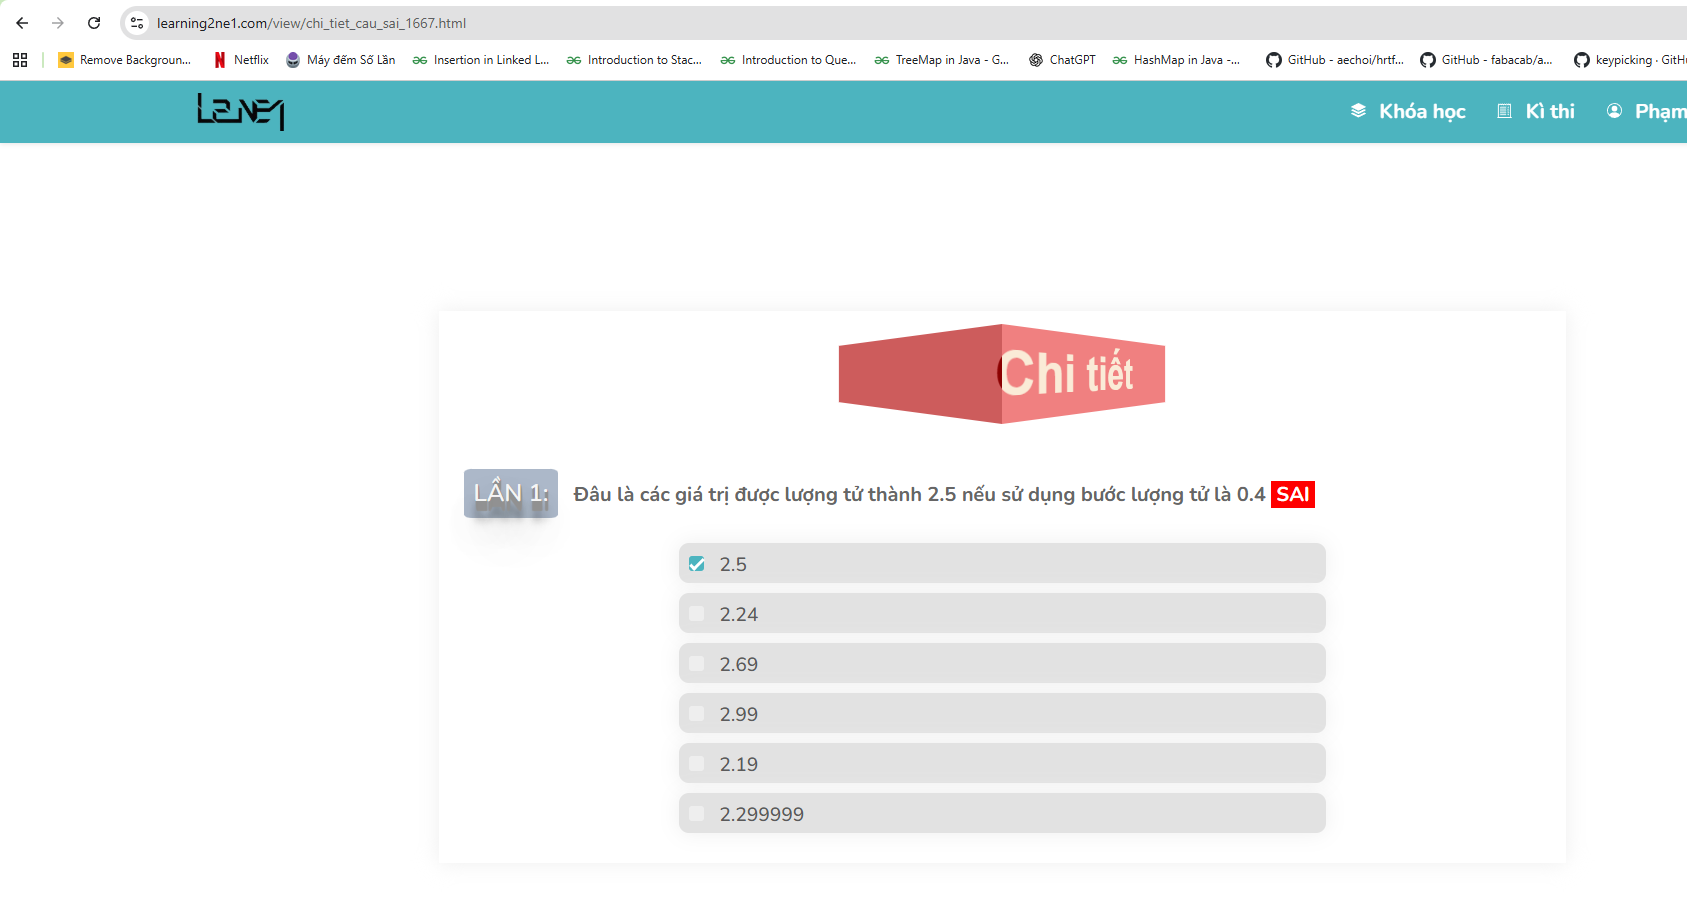 learning2ne1.com/view/chi_tiet_cau_sai_1667.html
Remove Backgroun... Netflix Máy đếm Số Lần Insertion in Linked L... Introduction to Stac... Introduction to Que... TreeMap in Java - G... ChatGPT HashMap in Java -... GitHub - aechoi/hrtf... GitHub - fabacab/a... keypicking · GitHu
L2NE1 Khóa học Kì thi Phạm
Chi tiết
LẦN 1: Đâu là các giá trị được lượng tử thành 2.5 nếu sử dụng bước lượng tử là 0.4 SAI
2.5
2.24
2.69
2.99
2.19
2.299999